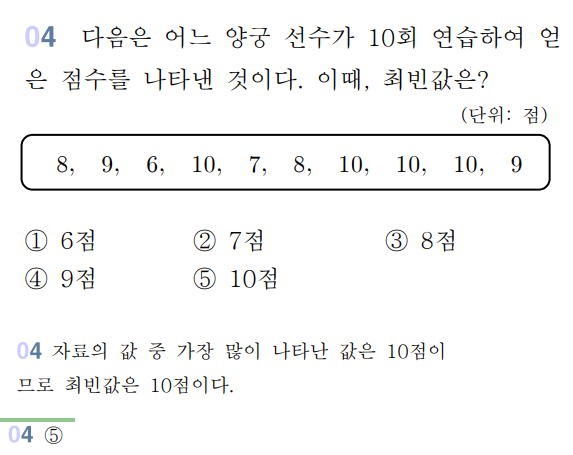 04 다음은 어느 양궁 선수가 10회 연습하여 얻
은 점수를 나타낸 것이다. 이때, 최빈값은?
(단위: 점)
8, 9, 6, 10, 7, 8, 10, 10, 10, 9
① 6점 ② 7점 ③ 8점
④ 9점 ⑤ 10점
04 자료의 값 중 가장 많이 나타난 값은 10점이
므로 최빈값은 10점이다.
04 ⑤